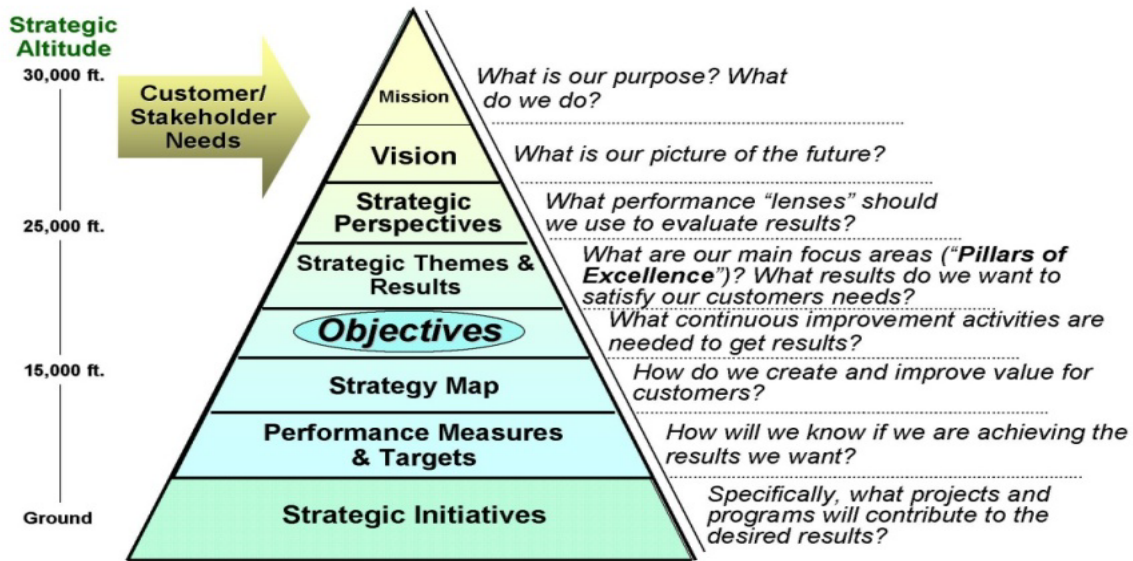 Strategic
Altitude
30,000 ft.
25,000 ft.
15,000 ft.
Ground
Customer/
Stakeholder
Needs
Mission
What is our purpose? What
do we do?
Vision
What is our picture of the future?
Strategic
Perspectives
What performance “lenses” should
we use to evaluate results?
Strategic Themes &
Results
What are our main focus areas (“Pillars of
Excellence”)? What results do we want to
satisfy our customers needs?
Objectives
What continuous improvement activities are
needed to get results?
Strategy Map
How do we create and improve value for
customers?
Performance Measures
& Targets
How will we know if we are achieving the
results we want?
Strategic Initiatives
Specifically, what projects and
programs will contribute to the
desired results?